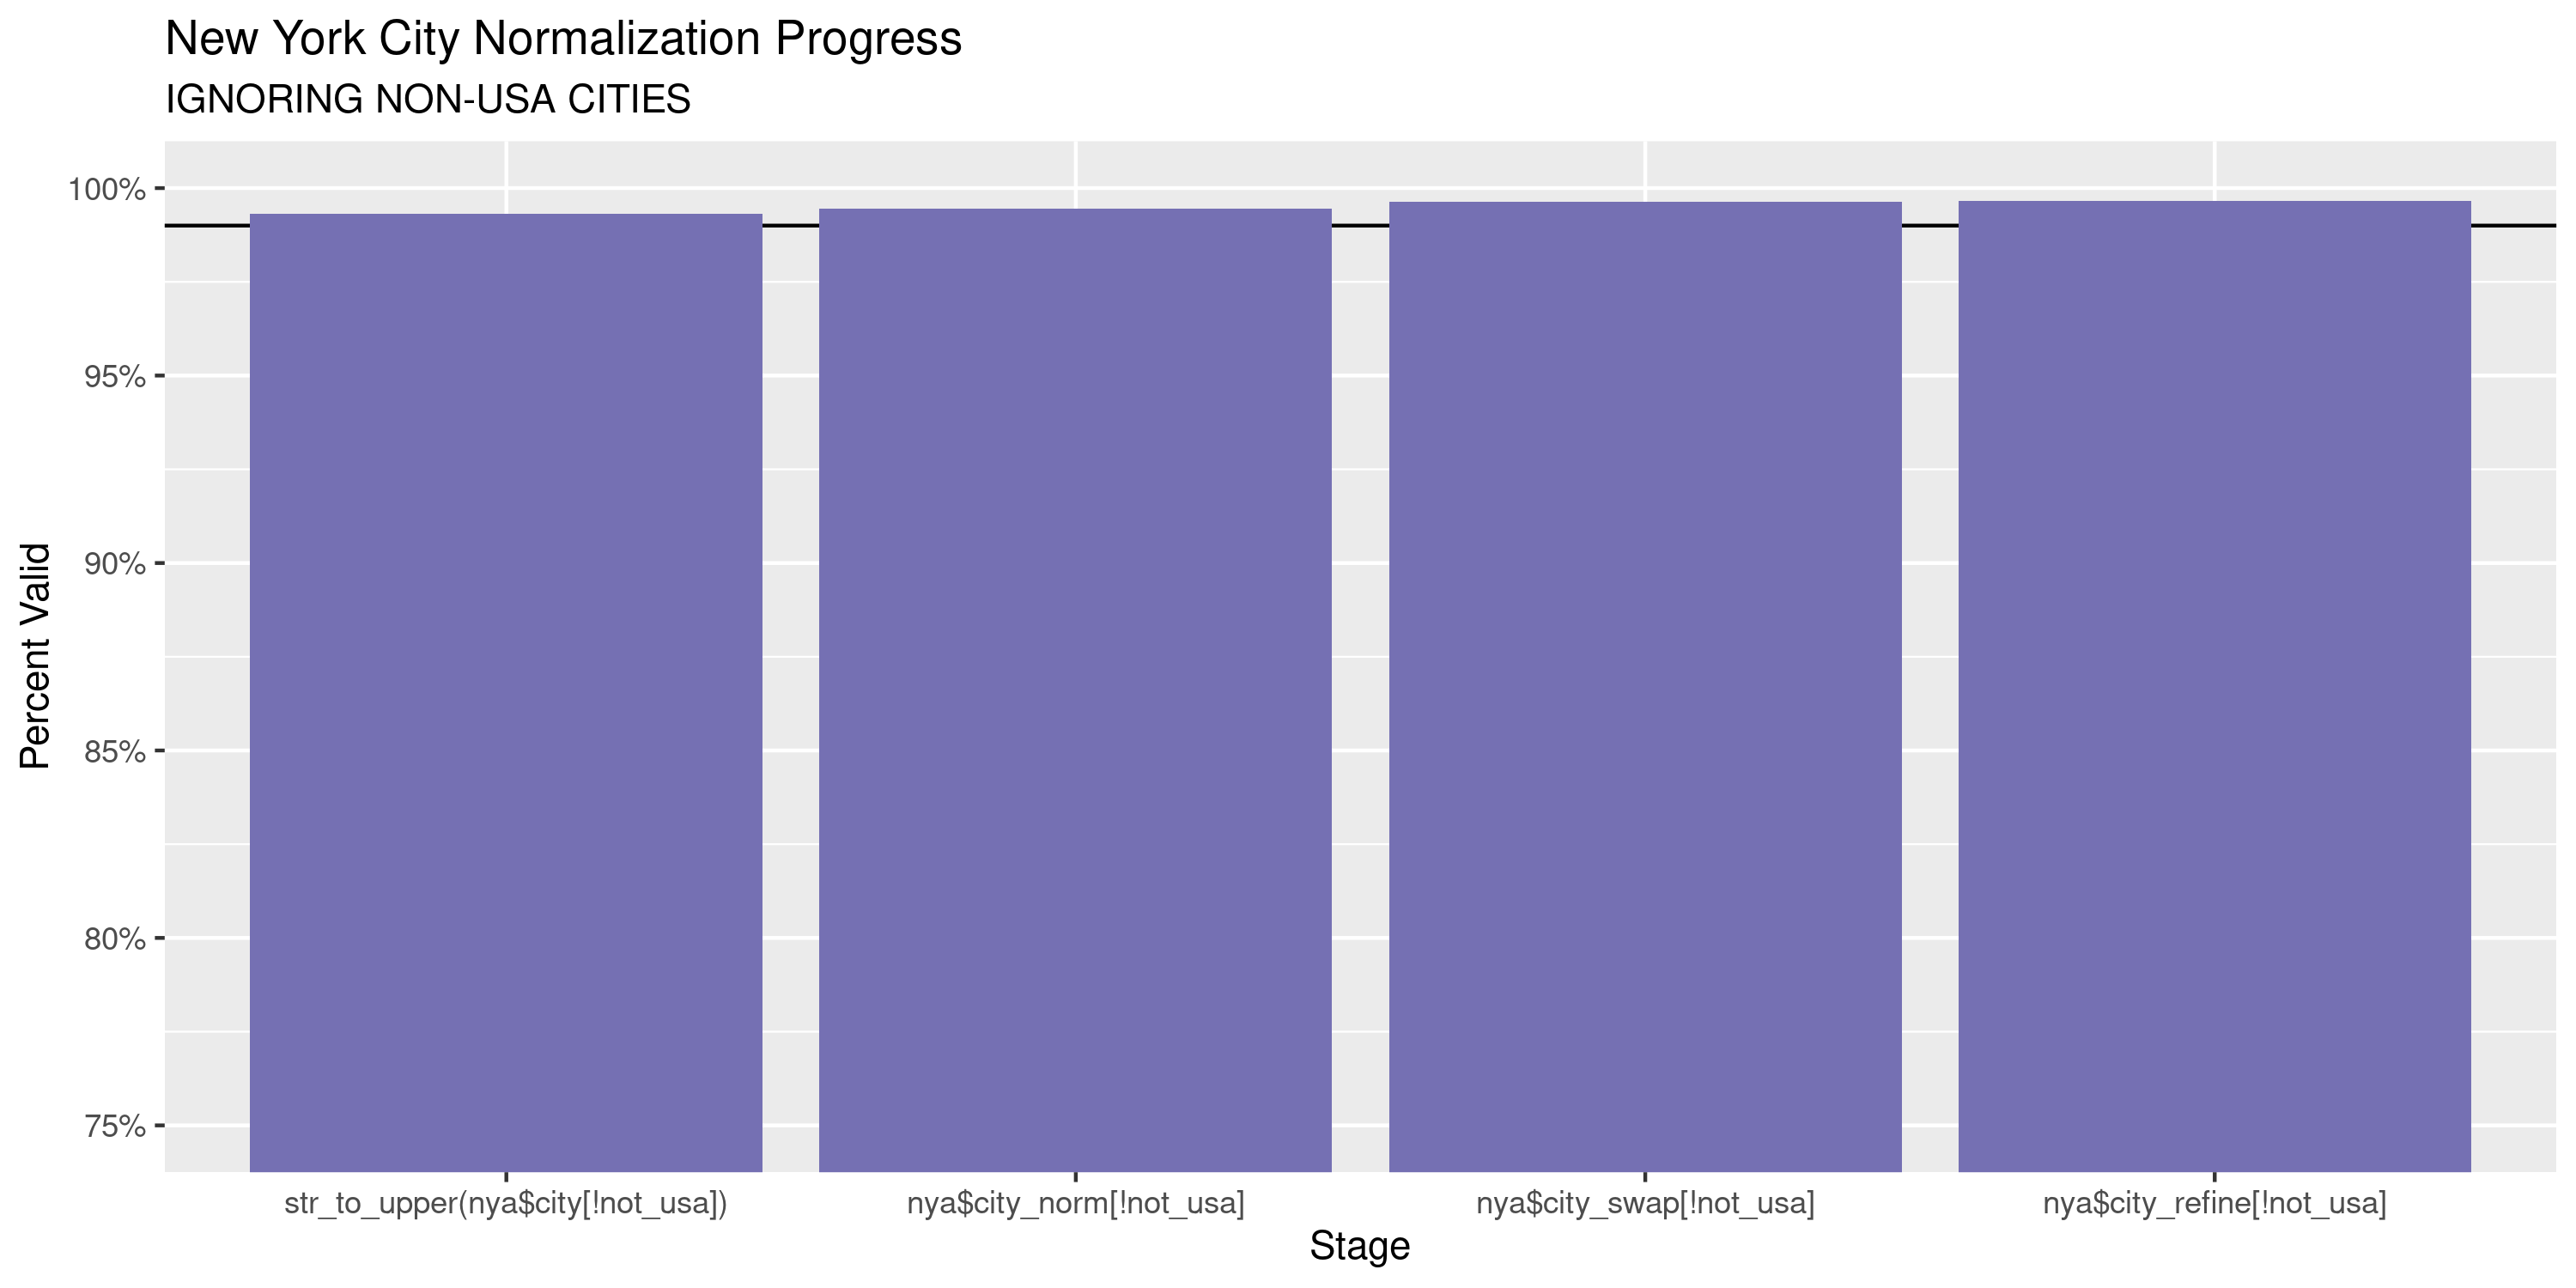 New York City Normalization Progress
IGNORING NON-USA CITIES
Percent Valid
100%
95%
90%
85%
80%
75%
str_to_upper(nya$city[!not_usa])
nya$city_norm[!not_usa]
nya$city_swap[!not_usa]
nya$city_refine[!not_usa]
Stage